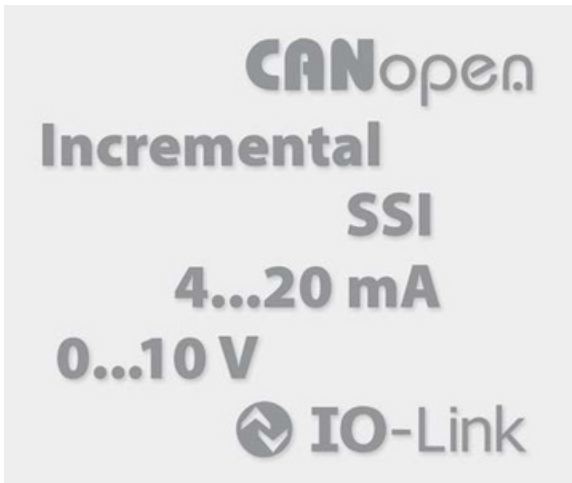 CANopen
Incremental
SSI
4...20 mA
0...10 V
IO-Link